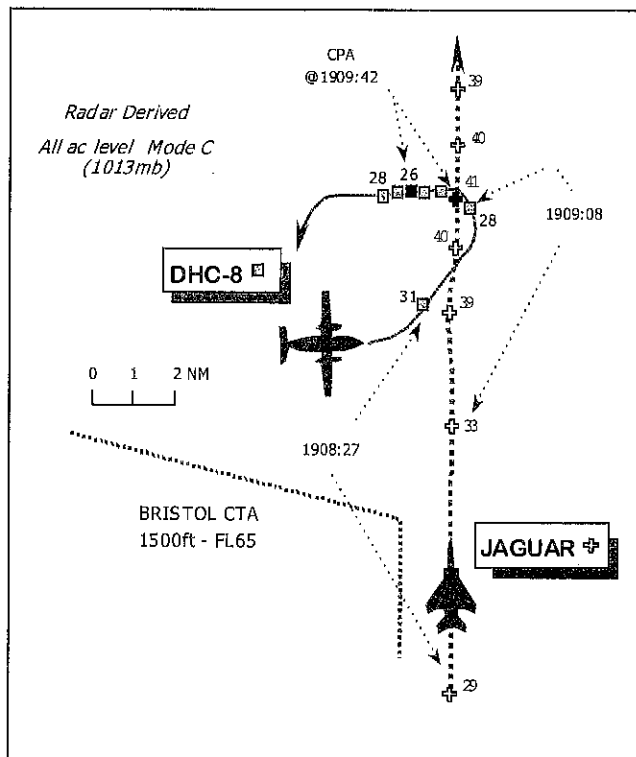 CPA
@1909:42
39
Radar Derived
All ac level Mode C
(1013mb)
40
28
26
41
28
1909:08
40
DHC-8
31
39
0 1 2 NM
33
1908:27
BRISTOL CTA
1500ft - FL65
JAGUAR
29